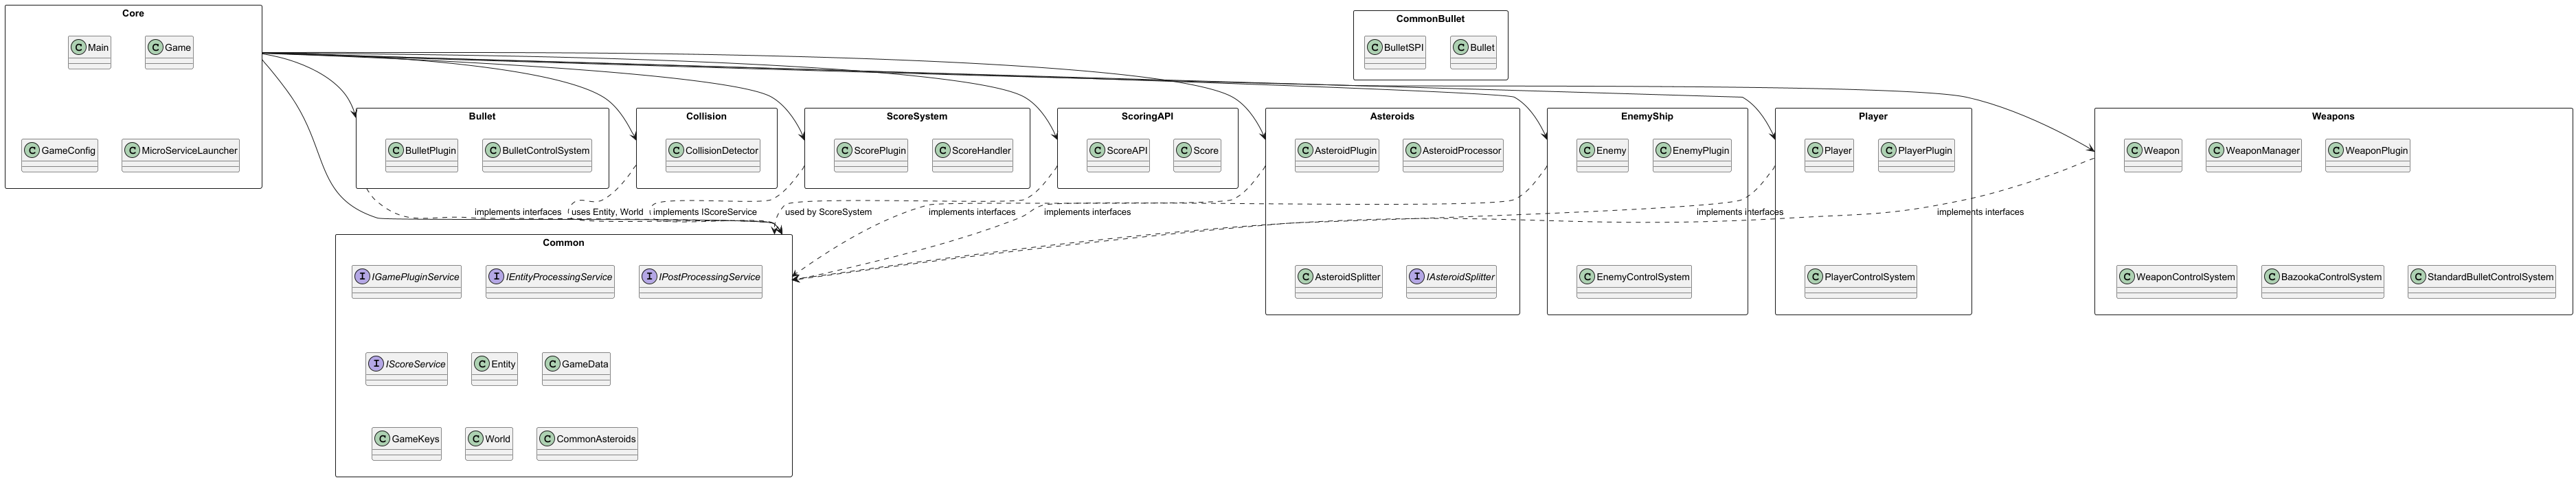 Core
CommonBullet
C Main
C Game
C BulletSPI
C Bullet
Bullet
Collision
ScoreSystem
ScoringAPI
Asteroids
EnemyShip
Player
Weapons
C GameConfig
C MicroServiceLauncher
C BulletPlugin
C BulletControlSystem
C CollisionDetector
C ScorePlugin
C ScoreHandler
C ScoreAPI
C Score
C AsteroidPlugin
C AsteroidProcessor
C Enemy
C EnemyPlugin
C Player
C PlayerPlugin
C Weapon
C WeaponManager
C WeaponPlugin
implements interfaces
uses Entity, World
implements IScoreService
used by ScoreSystem
implements interfaces
implements interfaces
implements interfaces
implements interfaces
Common
I IGamePluginService
I IEntityProcessingService
I IPostProcessingService
C AsteroidSplitter
I IAsteroidSplitter
C EnemyControlSystem
C PlayerControlSystem
C WeaponControlSystem
C BazookaControlSystem
C StandardBulletControlSystem
I IScoreService
C Entity
C GameData
C GameKeys
C World
C CommonAsteroids